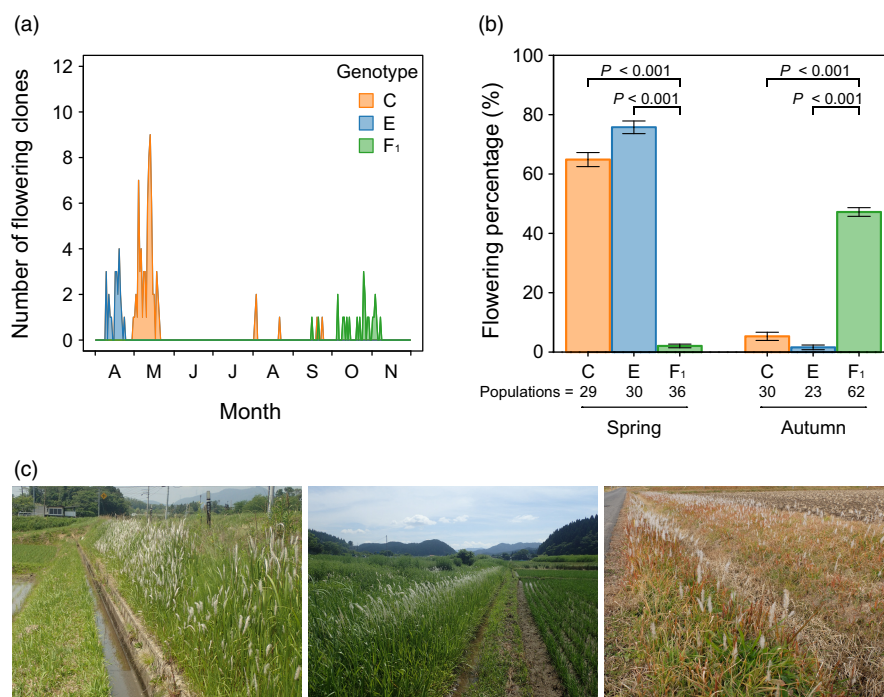 (a)
12
10
8
6
4
2
0
Number of flowering clones
Genotype
C
E
F₁
A M J J A S O N
Month
(b)
100
80
60
40
20
0
Flowering percentage (%)
P < 0.001 P < 0.001
P < 0.001 P < 0.001
C E F₁ C E F₁
Populations = 29 30 36 30 23 62
Spring Autumn
(c)